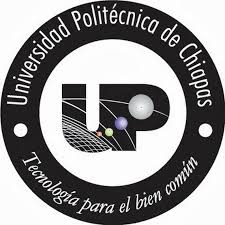 Universidad Politécnica de Chiapas
UP
Tecnología para el bien común